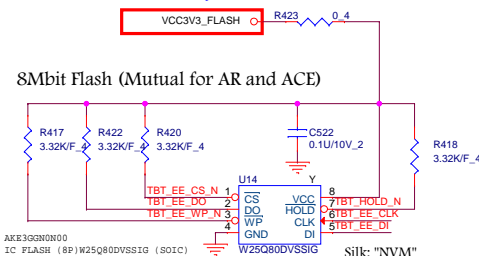 VCC3V3_FLASH R423 0_4
8Mbit Flash (Mutual for AR and ACE)
R417 3.32K/F_4
R422 3.32K/F_4
R420 3.32K/F_4
C522 0.1U/10V_2
R418 3.32K/F_4
U14 Y
TBT_EE_CS_N 1 CS VCC 8
TBT_EE_DO 2 DO HOLD 7 TBT_HOLD_N
TBT_EE_WP_N 3 WP CLK 6 TBT_EE_CLK
4 GND DI 5 TBT_EE_DI
AKE3GGN0N00
IC FLASH (8P)W25Q80DVSSIG (SOIC)
W25Q80DVSSIG
Silk: "NVM"